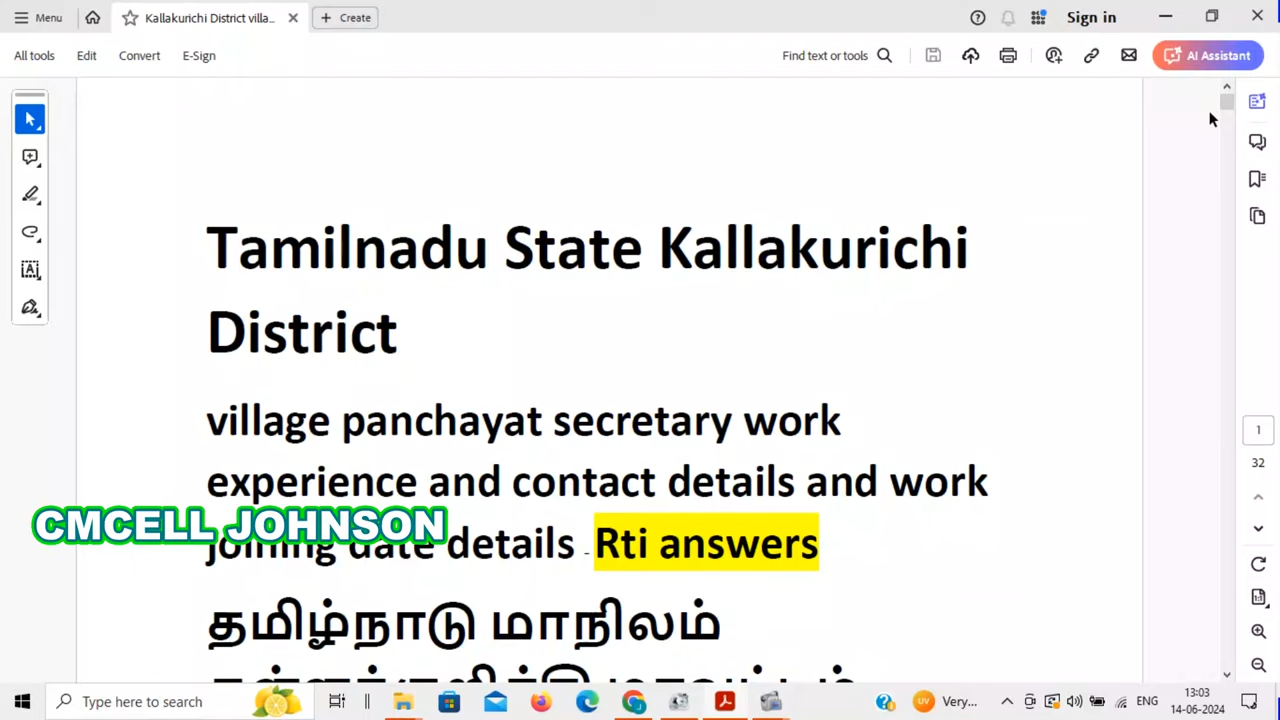 Menu
Kallakurichi District villa...
Create
Sign in
All tools
Edit
Convert
E-Sign
Find text or tools
AI Assistant
Tamilnadu State Kallakurichi
District
village panchayat secretary work
experience and contact details and work
CMCELL JOHNSON
joining date details - Rti answers
தமிழ்நாடு மாநிலம்
1
32
Type here to search
UV
Very...
ENG
13:03
14-06-2024